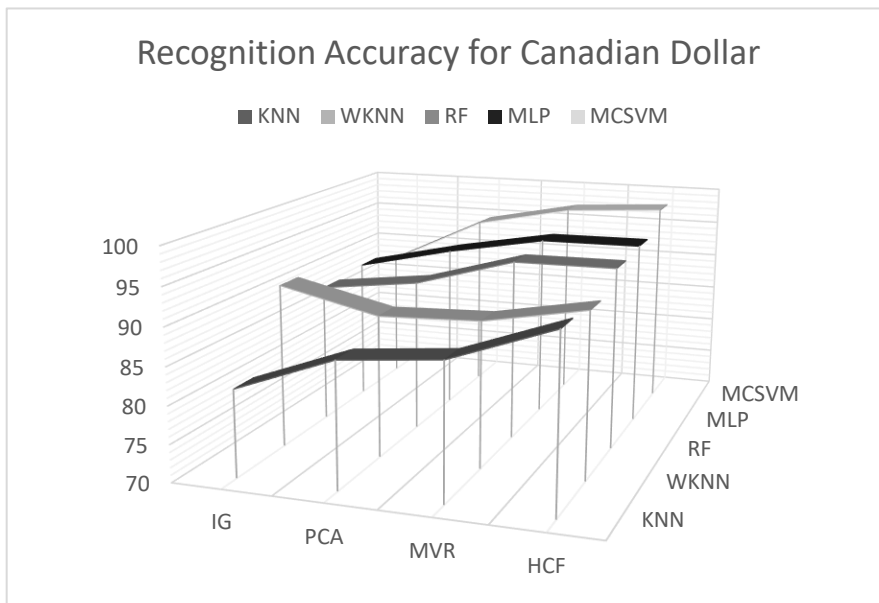 Recognition Accuracy for Canadian Dollar
KNN WKNN RF MLP MCSVM
100
95
90
85
80
75
70
IG
PCA
MVR
HCF
MCSVM
MLP
RF
WKNN
KNN